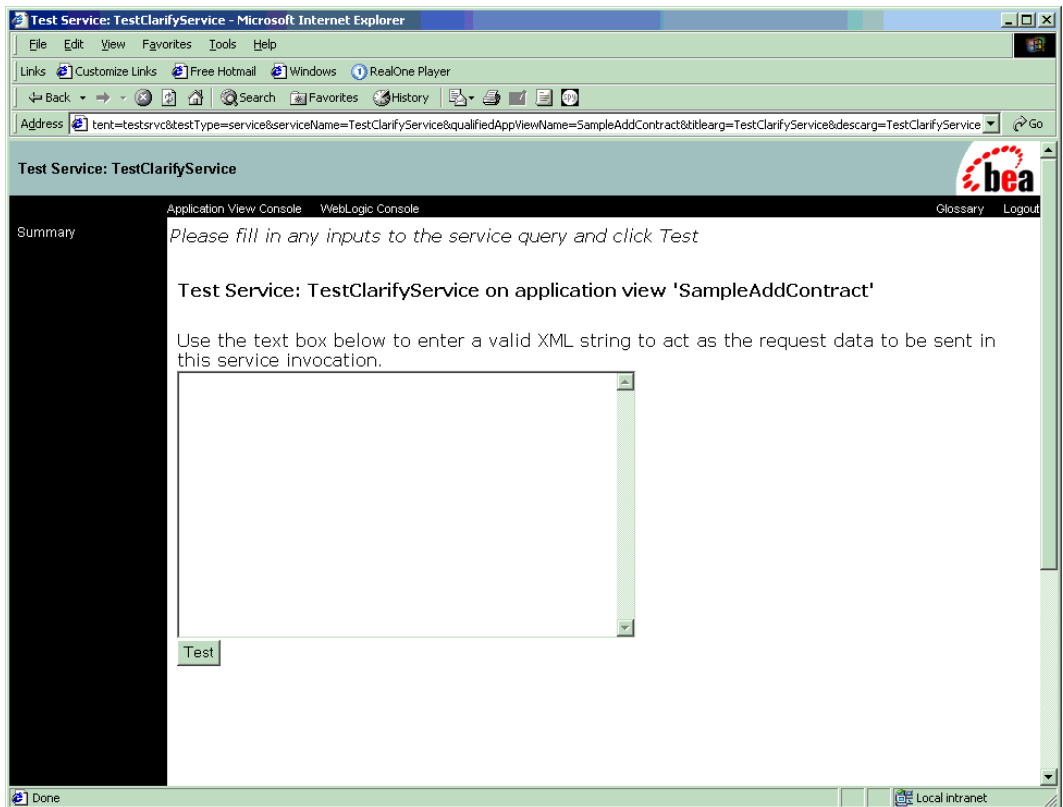 Test Service: TestClarifyService - Microsoft Internet Explorer
File Edit View Favorites Tools Help
Links Customize Links Free Hotmail Windows RealOne Player
Back Search Favorites History
Address tent=testsrvc&testType=service&serviceName=TestClarifyService&qualifiedAppViewName=SampleAddContract&titlearg=TestClarifyService&descarg=TestClarifyService Go
Test Service: TestClarifyService
bea
Application View Console WebLogic Console Glossary Logout
Summary
Please fill in any inputs to the service query and click Test
Test Service: TestClarifyService on application view 'SampleAddContract'
Use the text box below to enter a valid XML string to act as the request data to be sent in
this service invocation.
Test
Done Local intranet